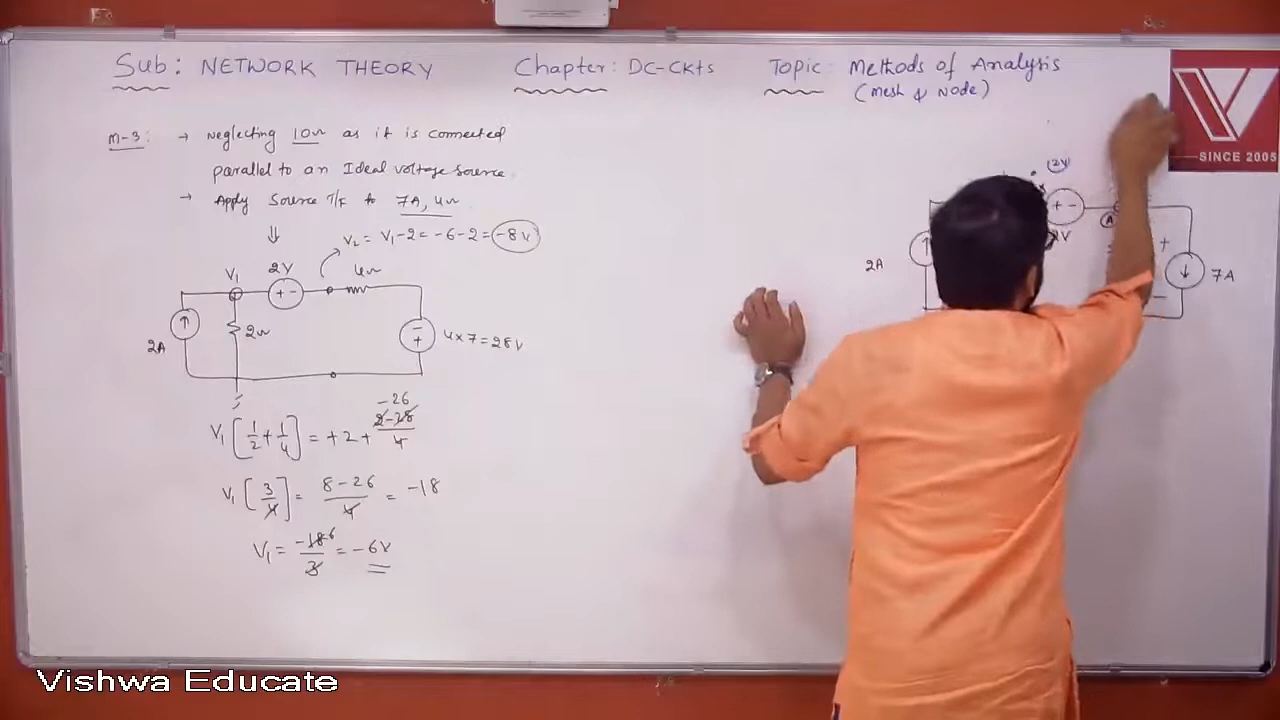 Sub: NETWORK THEORY
Chapter: DC-CKts
Topic: Methods of Analysis
(Mesh & Node)
SINCE 2005
M-3: → Neglecting 10Ω as it is connected
parallel to an Ideal voltage source.
→ Apply Source T/F to 7A, 4Ω
⇓
V₂ = V₁-2 = -6-2 = -8V
V₁
2V
4Ω
+ -
2A
2Ω
-
+
4x7=28V
V₁ [1/2 + 1/4] = +2 + (2-28)/4
-26
V₁ [3/4] = (8-26)/4 = -18
V₁ = -18/3 = -6V
6
(2V)
+ -
A
2A
+
-
7A
Vishwa Educate